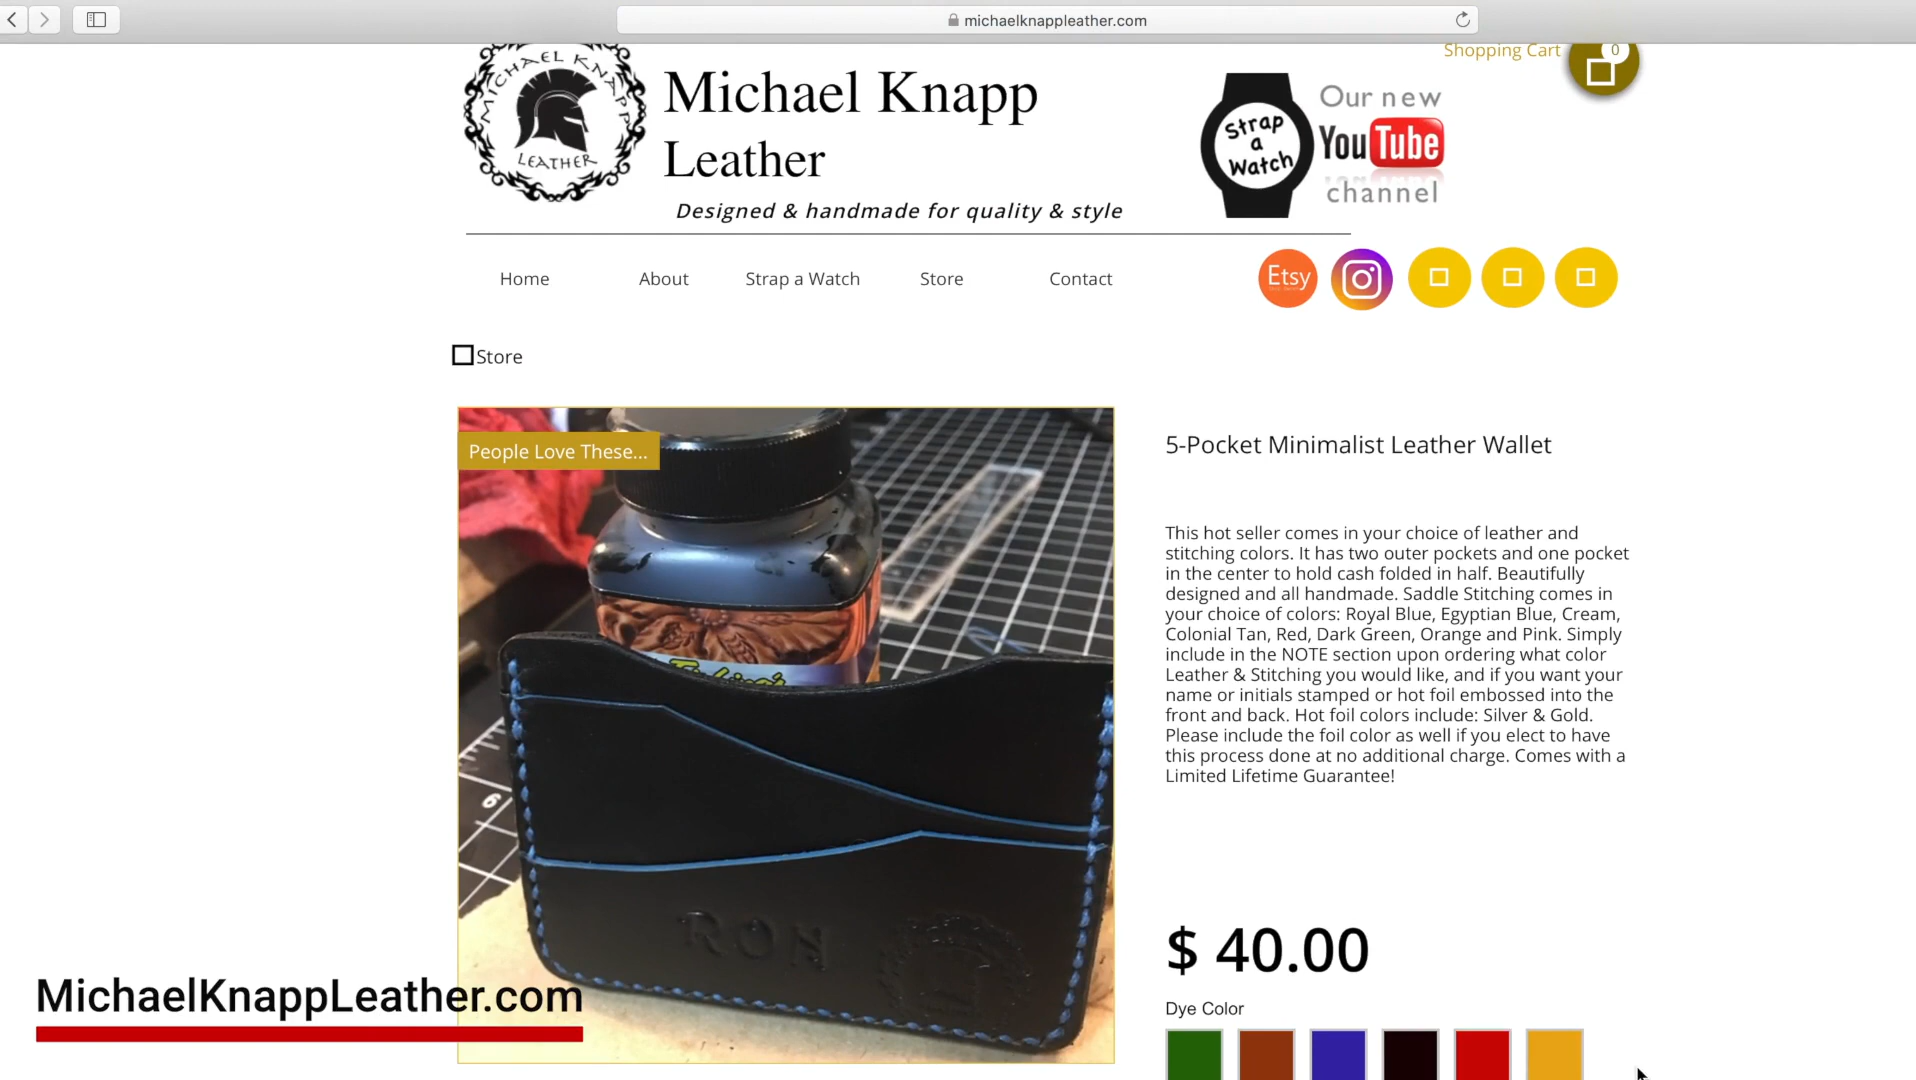 michaelknappleather.com
Shopping Cart
0
MICHAEL KNAPP
LEATHER
Michael Knapp
Leather
Designed & handmade for quality & style
Strap
a
Watch
Our new
YouTube
channel
Home
About
Strap a Watch
Store
Contact
Etsy
Store
People Love These...
6
RON
5-Pocket Minimalist Leather Wallet
This hot seller comes in your choice of leather and
stitching colors. It has two outer pockets and one pocket
in the center to hold cash folded in half. Beautifully
designed and all handmade. Saddle Stitching comes in
your choice of colors: Royal Blue, Egyptian Blue, Cream,
Colonial Tan, Red, Dark Green, Orange and Pink. Simply
include in the NOTE section upon ordering what color
Leather & Stitching you would like, and if you want your
name or initials stamped or hot foil embossed into the
front and back. Hot foil colors include: Silver & Gold.
Please include the foil color as well if you elect to have
this process done at no additional charge. Comes with a
Limited Lifetime Guarantee!
$ 40.00
Dye Color
MichaelKnappLeather.com